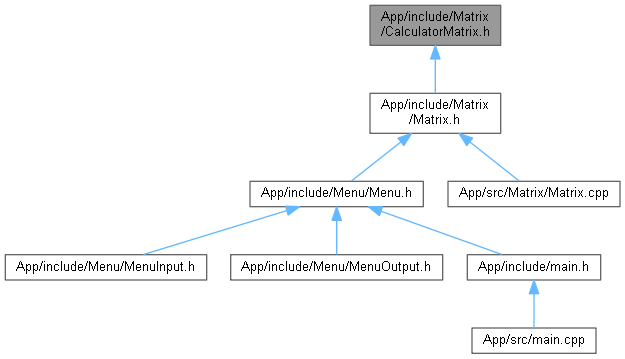 App/include/Matrix
/CalculatorMatrix.h
App/include/Matrix
/Matrix.h
App/include/Menu/Menu.h
App/src/Matrix/Matrix.cpp
App/include/Menu/MenuInput.h
App/include/Menu/MenuOutput.h
App/include/main.h
App/src/main.cpp